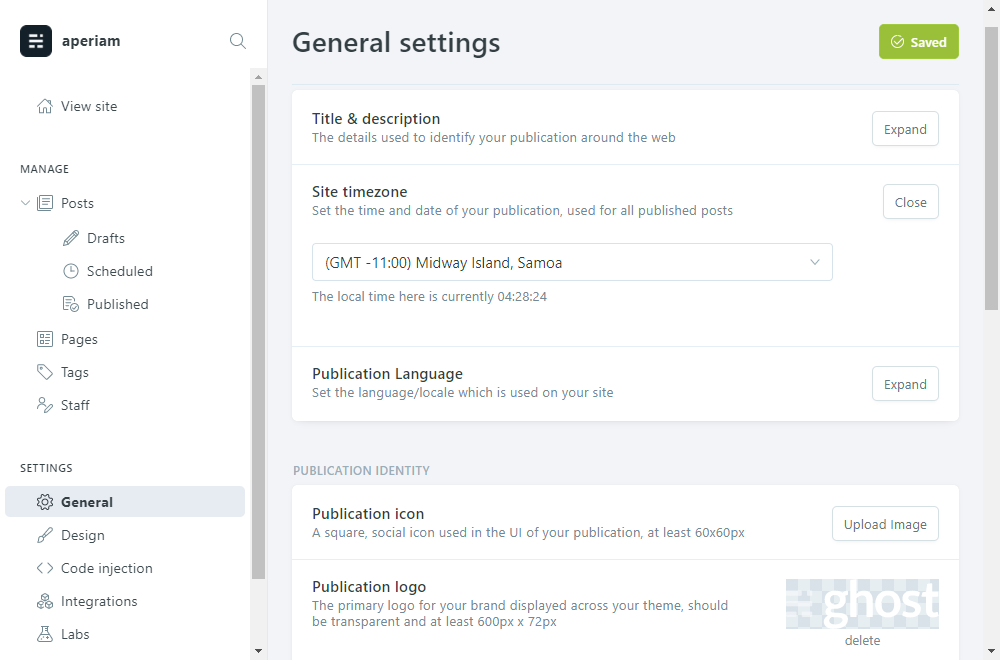 aperiam
View site
MANAGE
Posts
Drafts
Scheduled
Published
Pages
Tags
Staff
SETTINGS
General
Design
Code injection
Integrations
Labs
General settings
Saved
Title & description
The details used to identify your publication around the web
Expand
Site timezone
Set the time and date of your publication, used for all published posts
Close
(GMT -11:00) Midway Island, Samoa
The local time here is currently 04:28:24
Publication Language
Set the language/locale which is used on your site
Expand
PUBLICATION IDENTITY
Publication icon
A square, social icon used in the UI of your publication, at least 60x60px
Upload Image
Publication logo
The primary logo for your brand displayed across your theme, should
be transparent and at least 600px x 72px
ghost
delete